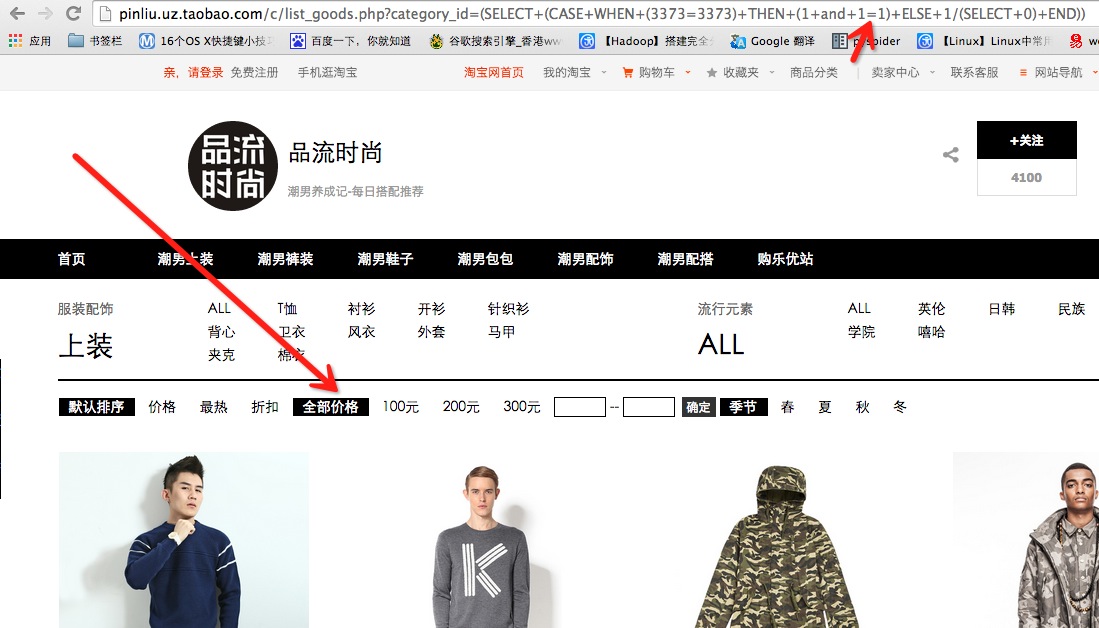 pinliu.uz.taobao.com/c/list_goods.php?category_id=(SELECT+(CASE+WHEN+(3373=3373)+THEN+(1+and+1=1)+ELSE+1/(SELECT+0)+END))
应用 书签栏 16个OS X快捷键小技 百度一下，你就知道 谷歌搜索引擎_香港ww 【Hadoop】搭建完全 Google 翻译 pyspider 【Linux】Linux中常用 w
亲，请登录 免费注册 手机逛淘宝 淘宝网首页 我的淘宝 购物车 收藏夹 商品分类 卖家中心 联系客服 网站导航
品流时尚
品流时尚
潮男养成记-每日搭配推荐
+关注
4100
首页 潮男上装 潮男裤装 潮男鞋子 潮男包包 潮男配饰 潮男配搭 购乐优站
服装配饰
上装
ALL T恤 衬衫 开衫 针织衫
背心 卫衣 风衣 外套 马甲
夹克 棉衣
流行元素
ALL
ALL 英伦 日韩 民族
学院 嘻哈
默认排序 价格 最热 折扣 全部价格 100元 200元 300元 -- 确定 季节 春 夏 秋 冬
K